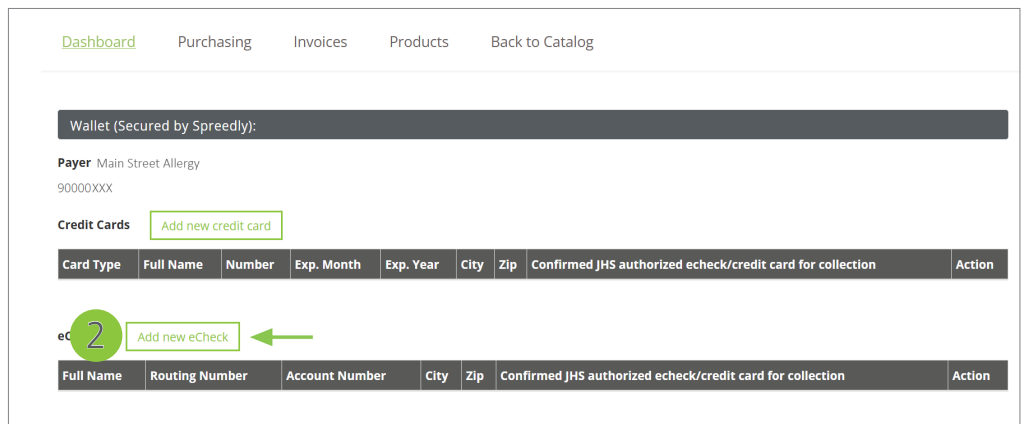 Dashboard Purchasing Invoices Products Back to Catalog
Wallet (Secured by Spreedly):
Payer Main Street Allergy
90000XXX
Credit Cards Add new credit card
Card Type Full Name Number Exp. Month Exp. Year City Zip Confirmed JHS authorized echeck/credit card for collection Action
2 Add new eCheck
Full Name Routing Number Account Number City Zip Confirmed JHS authorized echeck/credit card for collection Action